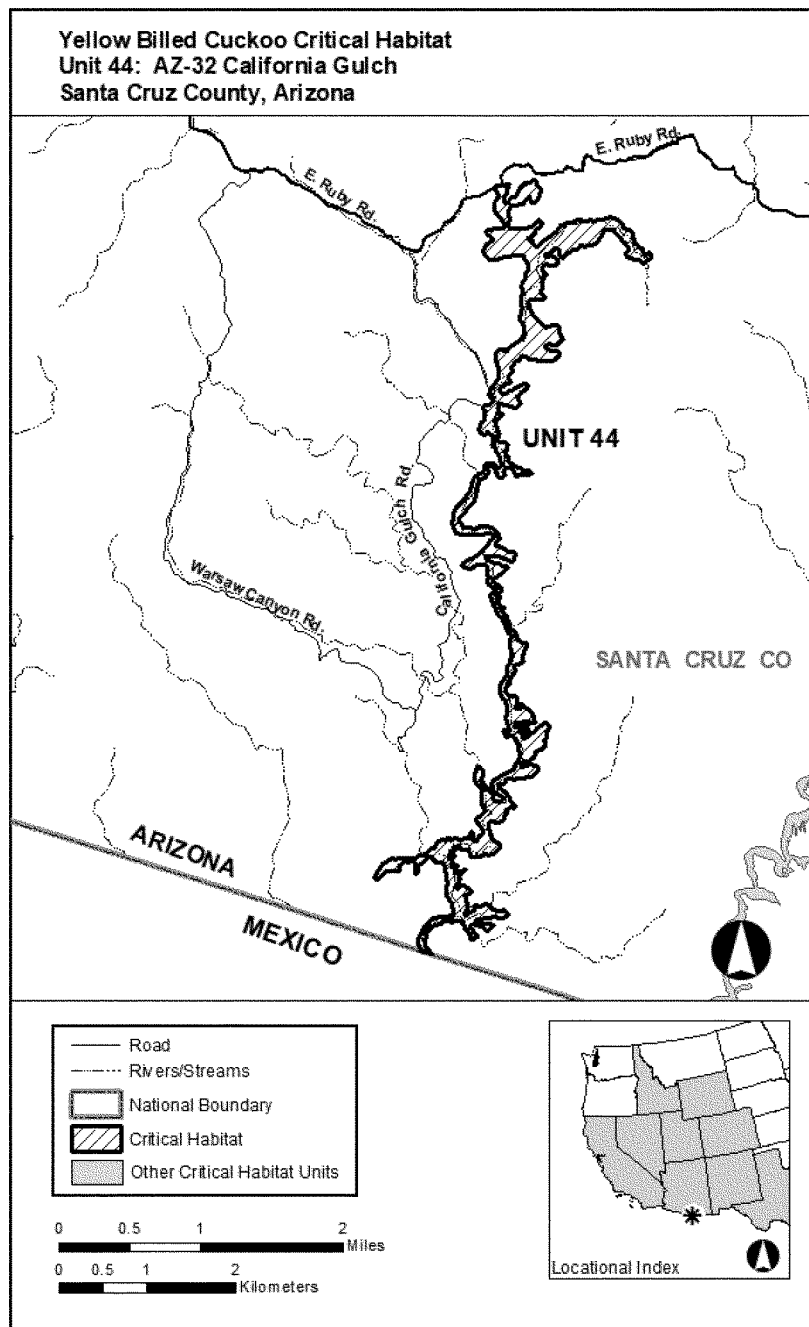 Yellow Billed Cuckoo Critical Habitat
Unit 44: AZ-32 California Gulch
Santa Cruz County, Arizona
E. Ruby Rd.
E. Ruby Rd.
UNIT 44
California Gulch Rd
Warsaw Canyon Rd.
SANTA CRUZ CO
M
ARIZONA
MEXICO
Road
Rivers/Streams
National Boundary
Critical Habitat
Other Critical Habitat Units
0 0.5 1 2
Miles
0 0.5 1 2
Kilometers
Locational Index